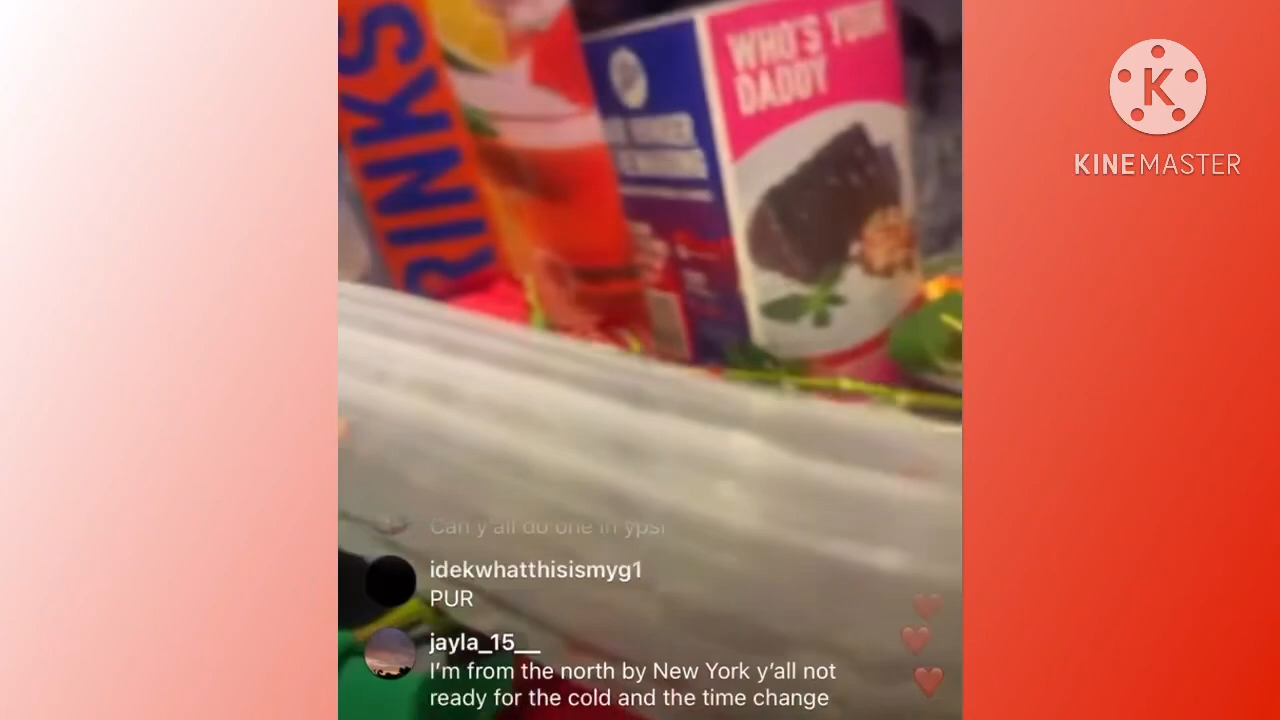 RINKS
WHO'S YOUR
DADDY
KINEMASTER
Can y'all do one in ypsi
idekwhatthisismyg1
PUR
jayla_15__
I'm from the north by New York y'all not
ready for the cold and the time change